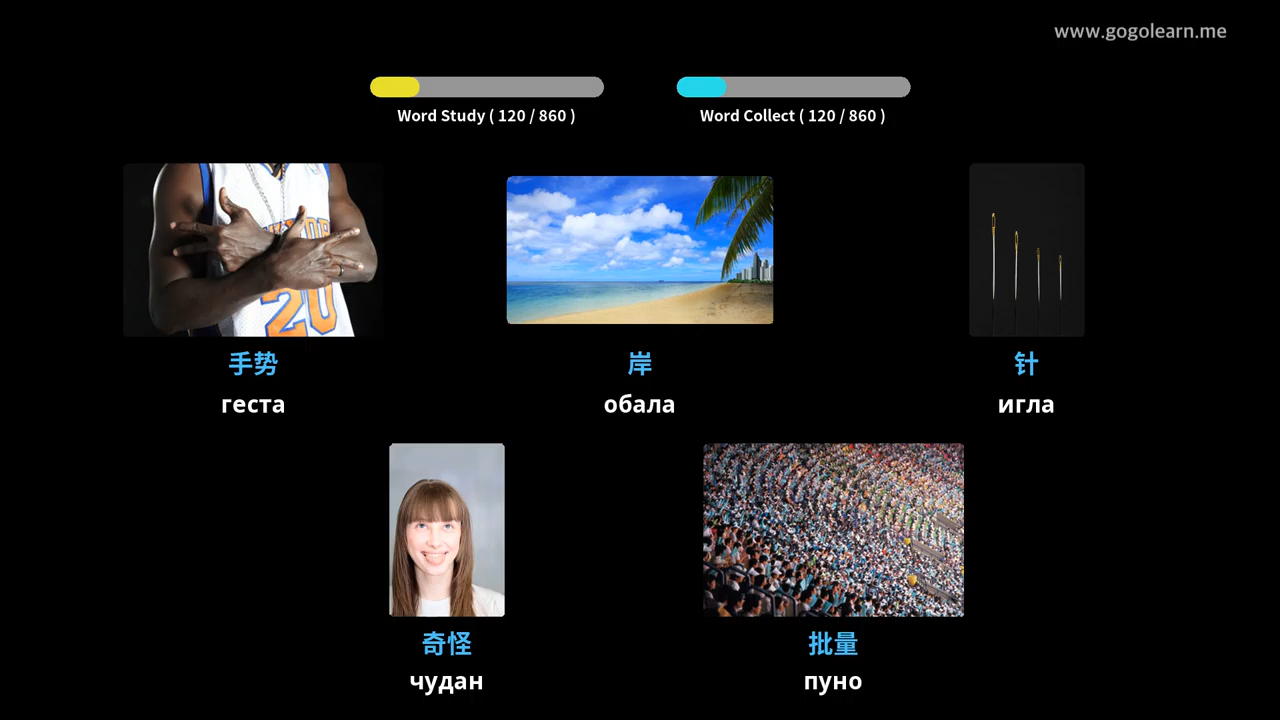 www.gogolearn.me
Word Study ( 120 / 860 )
Word Collect ( 120 / 860 )
20
手势
геста
岸
обала
针
игла
奇怪
чудан
批量
пуно